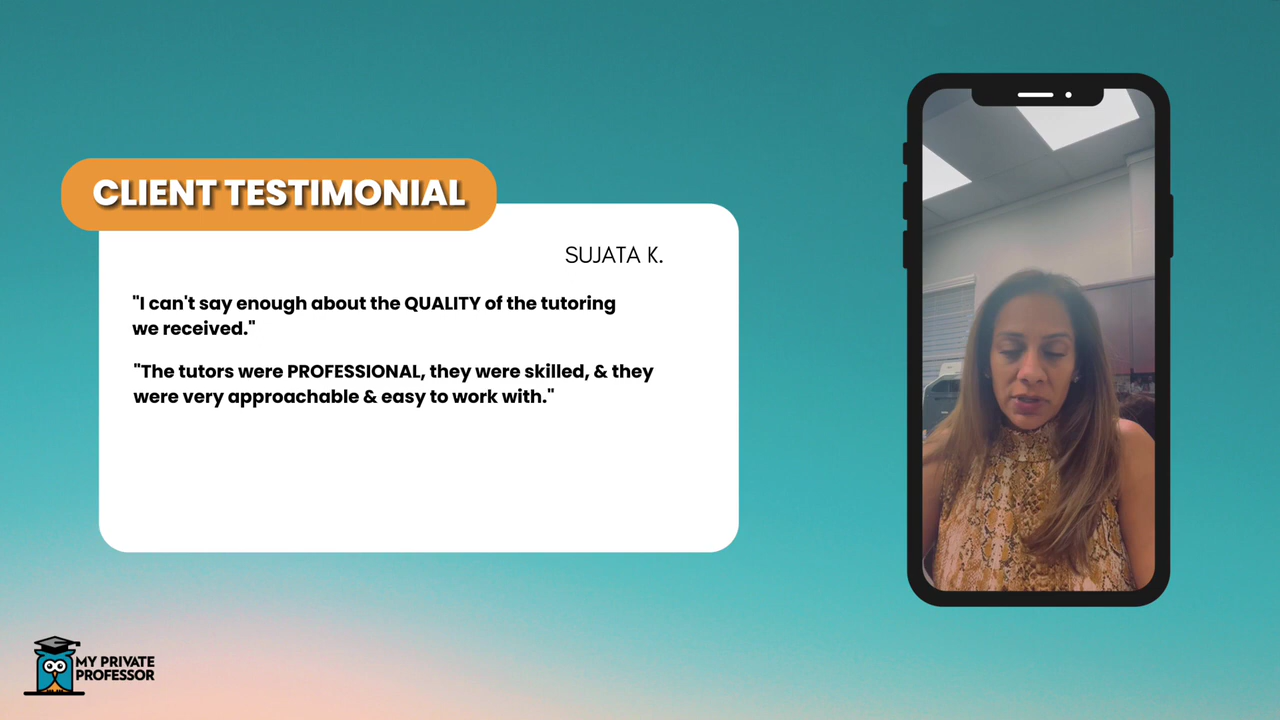 CLIENT TESTIMONIAL
SUJATA K.
"I can't say enough about the QUALITY of the tutoring
we received."
"The tutors were PROFESSIONAL, they were skilled, & they
were very approachable & easy to work with."
MY PRIVATE
PROFESSOR